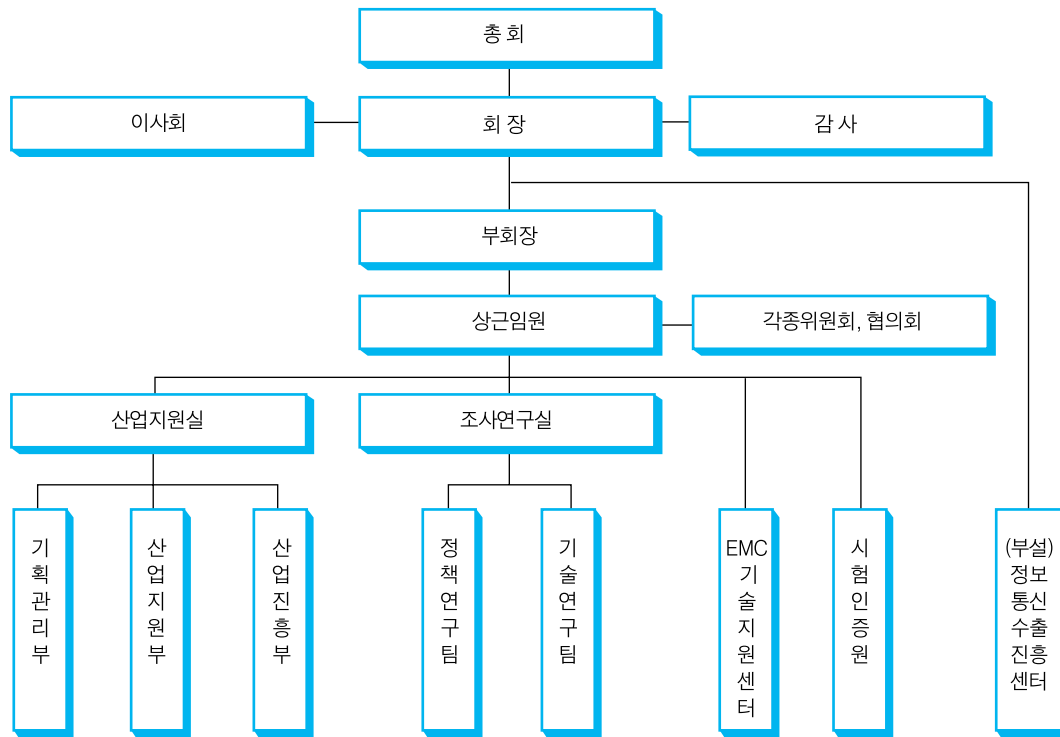 총 회
이사회
회 장
감 사
부회장
상근임원
각종위원회, 협의회
산업지원실
조사연구실
기획관리부
산업지원부
산업진흥부
정책연구팀
기술연구팀
EMC
기술지원센터
시험인증원
(부설)
정보
통신
수출
진흥
센터